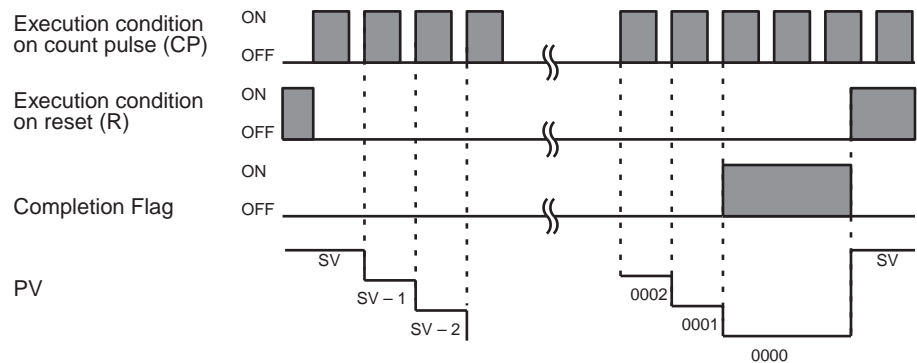 Execution condition
on count pulse (CP)
ON
OFF
Execution condition
on reset (R)
ON
OFF
Completion Flag
ON
OFF
PV
SV
SV – 1
SV – 2
0002
0001
0000
SV